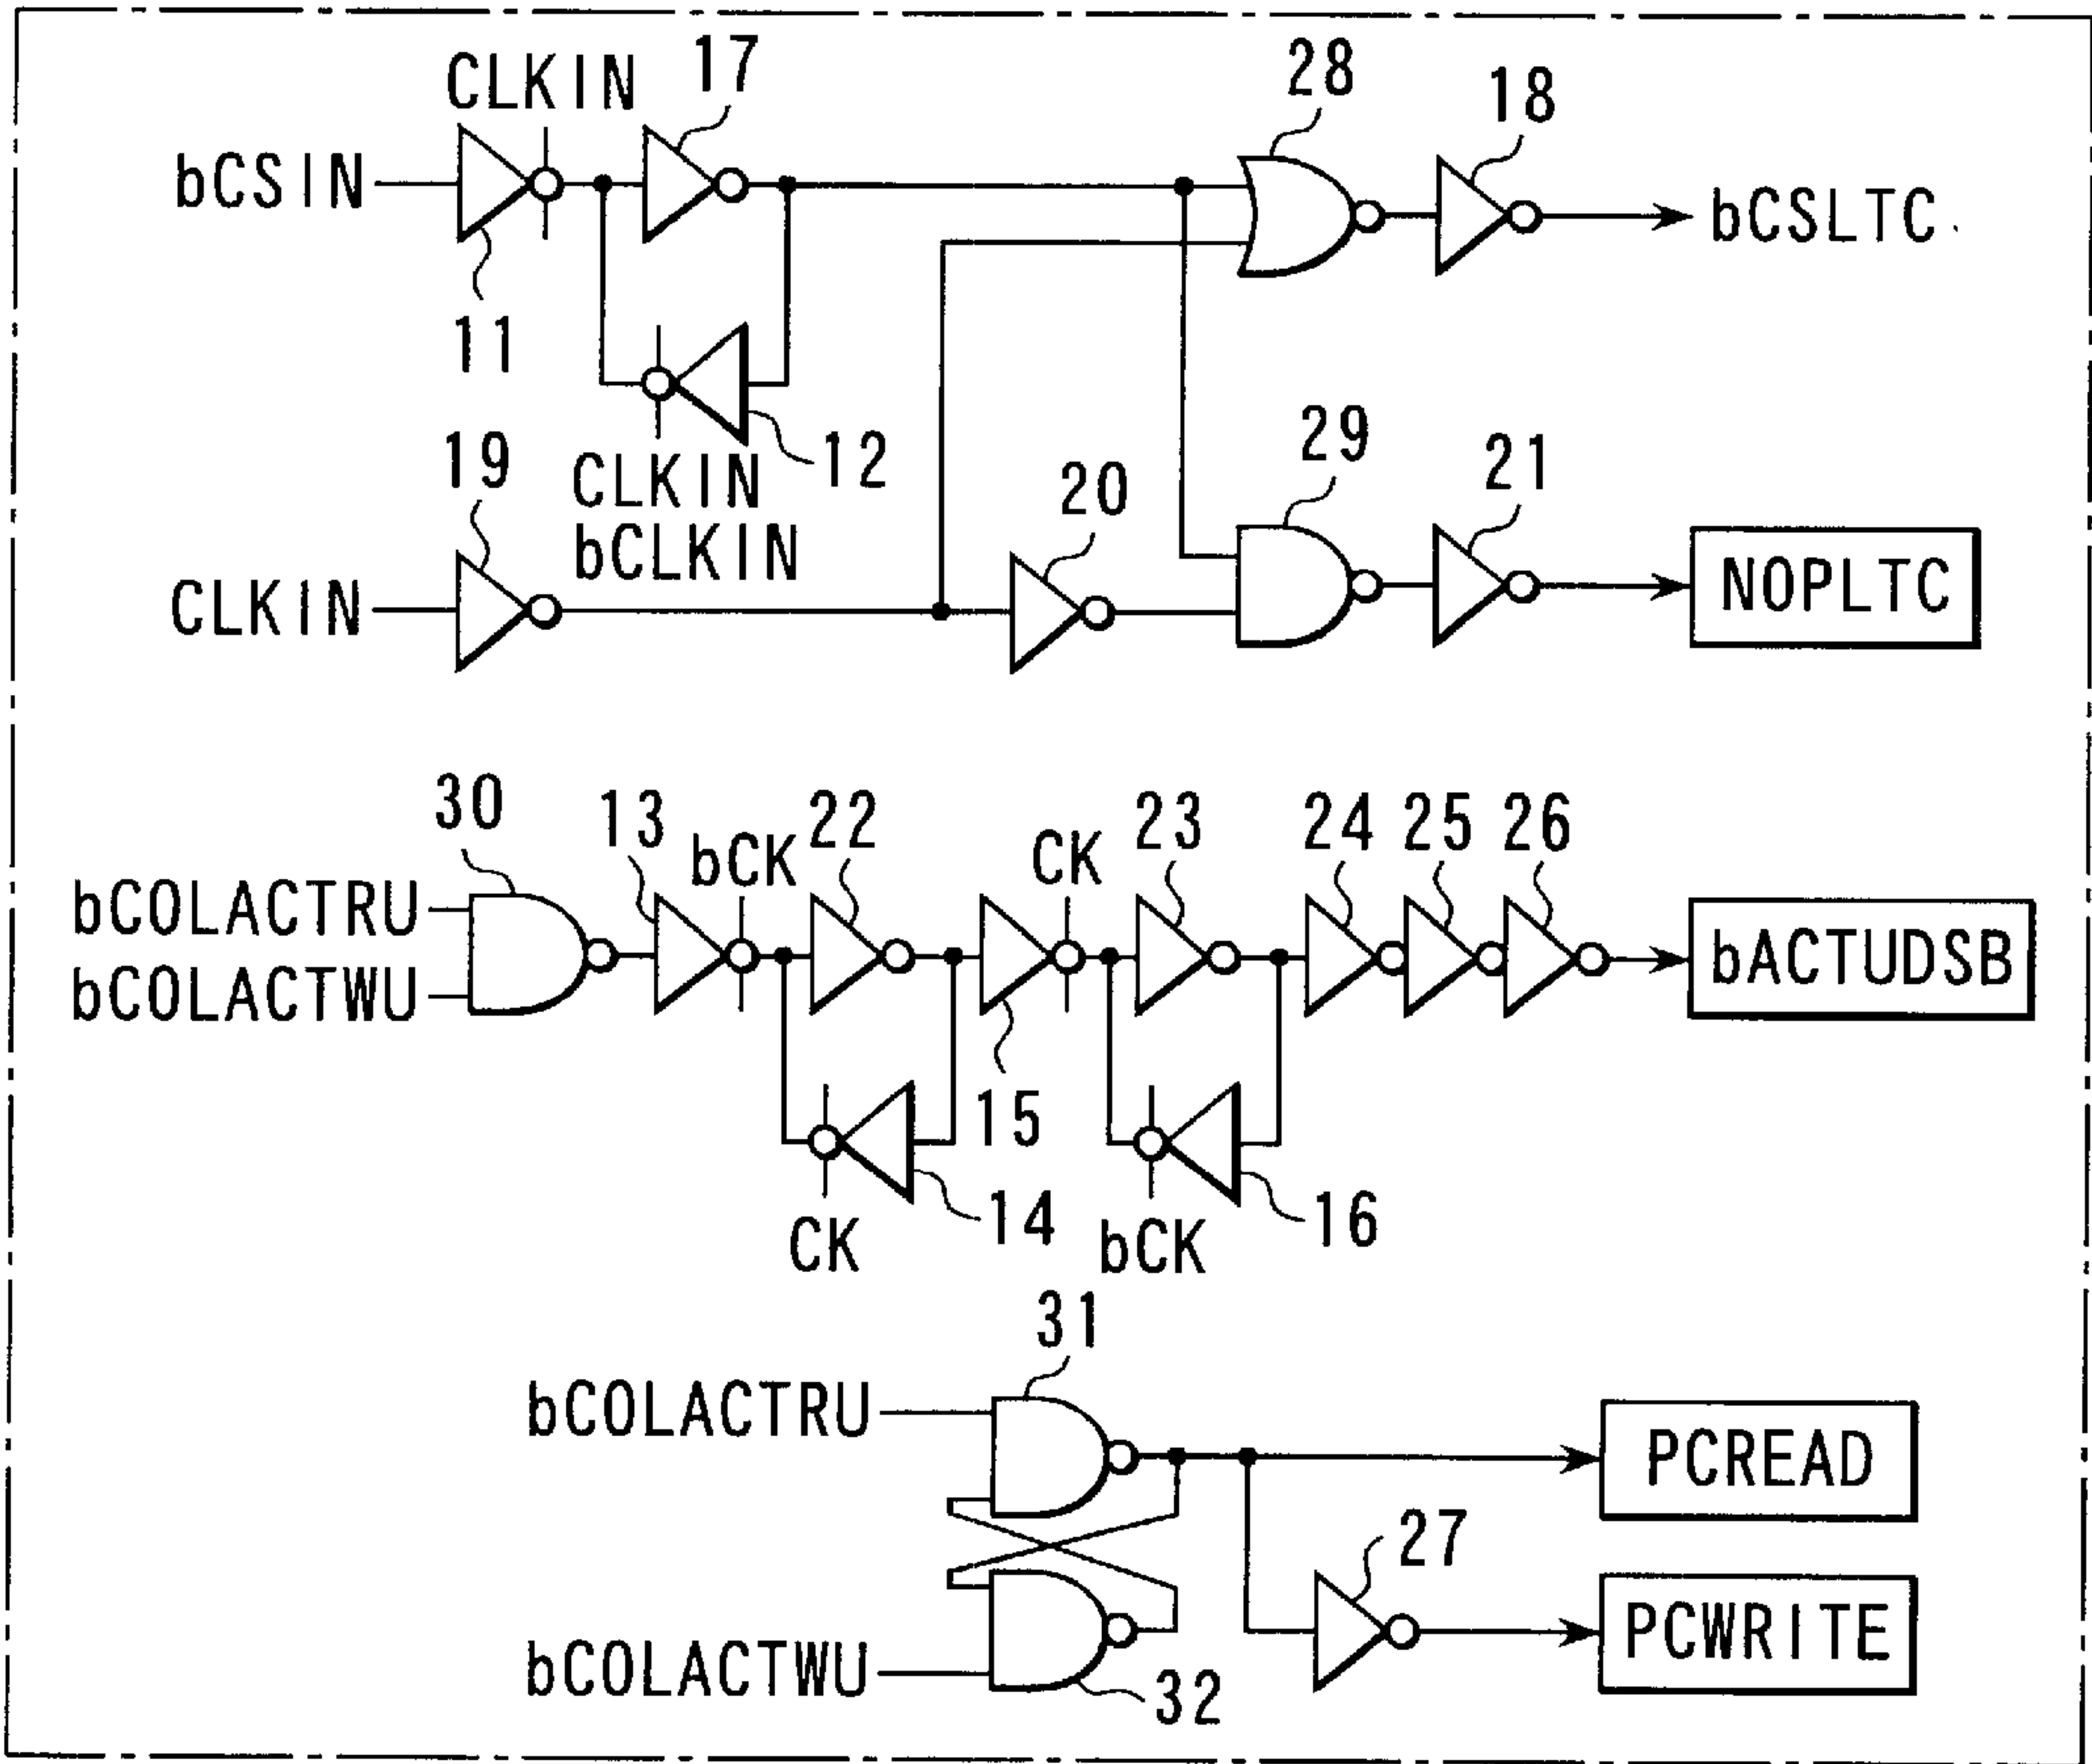 17
CLKIN
28
18
bCSIN
bCSLTC
11
12
19
CLKIN
bCLKIN
20
29
21
CLKIN
NOPLTC
30
13
bCK
22
CK
23
24
25
26
bCOLACTRU
bCOLACTWU
bACTUDSB
15
14
16
CK
bCK
31
bCOLACTRU
PCREAD
27
bCOLACTWU
32
PCWRITE